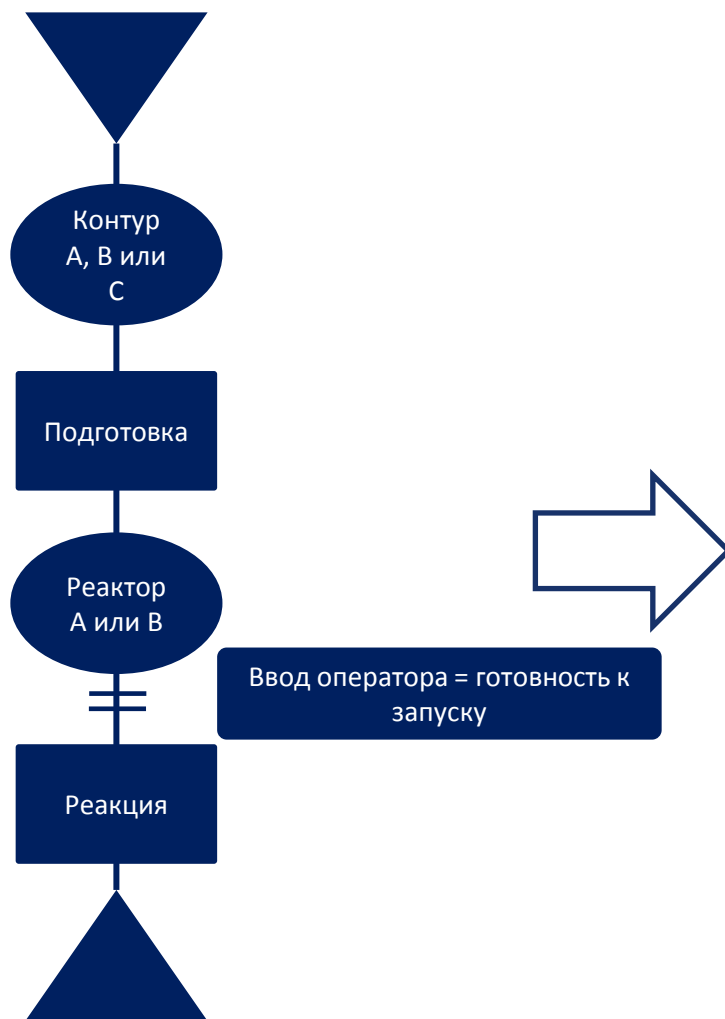 Контур
А, В или
С
Подготовка
Реактор
А или В
Ввод оператора = готовность к
запуску
Реакция